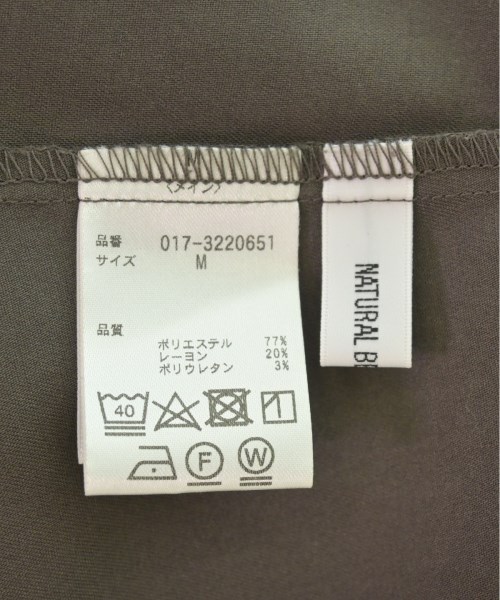 〈メイン〉
品番 017-3220651
サイズ M
品質
ポリエステル 77%
レーヨン 20%
ポリウレタン 3%
40
F W
NATURAL